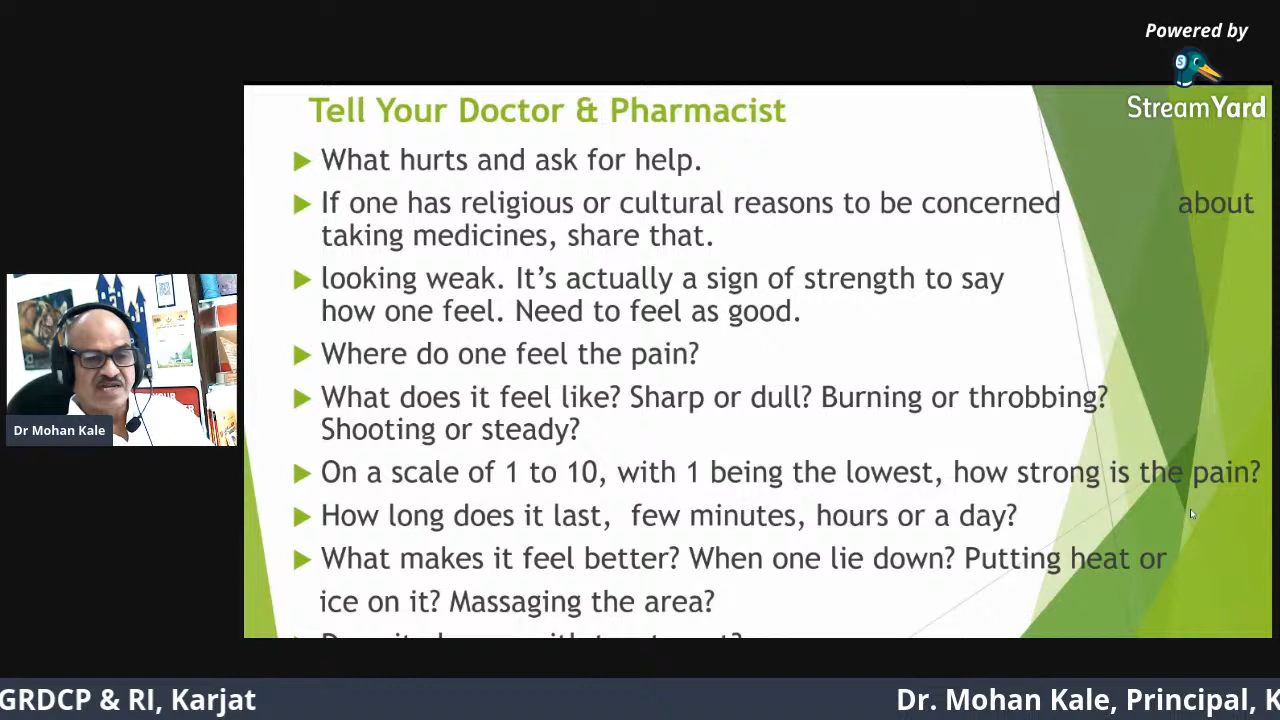 Powered by
StreamYard
Tell Your Doctor & Pharmacist
What hurts and ask for help.
If one has religious or cultural reasons to be concerned about
taking medicines, share that.
looking weak. It's actually a sign of strength to say
how one feel. Need to feel as good.
Where do one feel the pain?
What does it feel like? Sharp or dull? Burning or throbbing?
Shooting or steady?
On a scale of 1 to 10, with 1 being the lowest, how strong is the pain?
How long does it last, few minutes, hours or a day?
What makes it feel better? When one lie down? Putting heat or
ice on it? Massaging the area?
Dr Mohan Kale
GRDCP & RI, Karjat
Dr. Mohan Kale, Principal, K